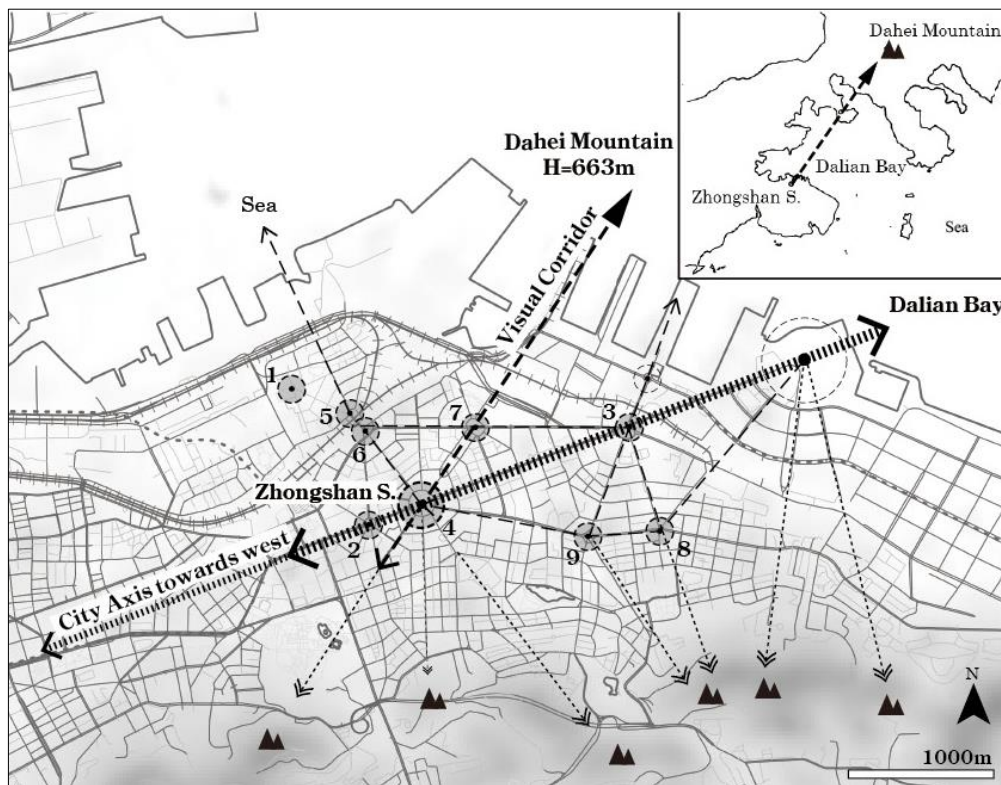 Dahei Mountain
Dalian Bay
Zhongshan S.
Sea
Dahei Mountain
H=663m
Sea
Visual Corridor
Dalian Bay
1
5
6
7
3
Zhongshan S.
2
4
9
8
City Axis towards west
N
1000m